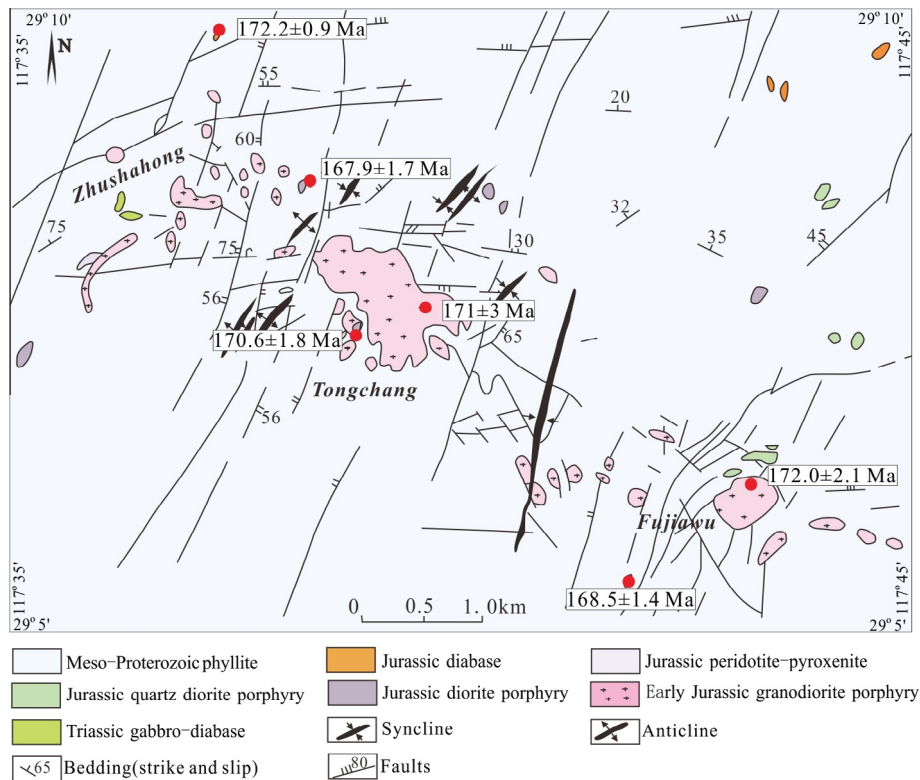 29° 10′
29° 10′
117° 35′
117° 45′
N
172.2±0.9 Ma
55
20
60
Zhushahong
167.9±1.7 Ma
75
75
30
32
35
45
56
171±3 Ma
65
170.6±1.8 Ma
Tongchang
56
172.0±2.1 Ma
Fujiawu
168.5±1.4 Ma
117° 35′
117° 45′
29° 5′
29° 5′
0 0.5 1.0km
Meso-Proterozoic phyllite
Jurassic diabase
Jurassic peridotite-pyroxenite
Jurassic quartz diorite porphyry
Jurassic diorite porphyry
Early Jurassic granodiorite porphyry
Triassic gabbro-diabase
Syncline
Anticline
65 Bedding(strike and slip)
80 Faults